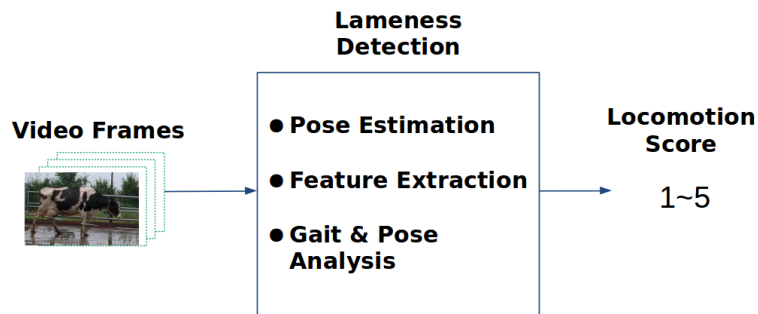 Lameness
Detection
Video Frames
● Pose Estimation
● Feature Extraction
● Gait & Pose
Analysis
Locomotion
Score
1~5